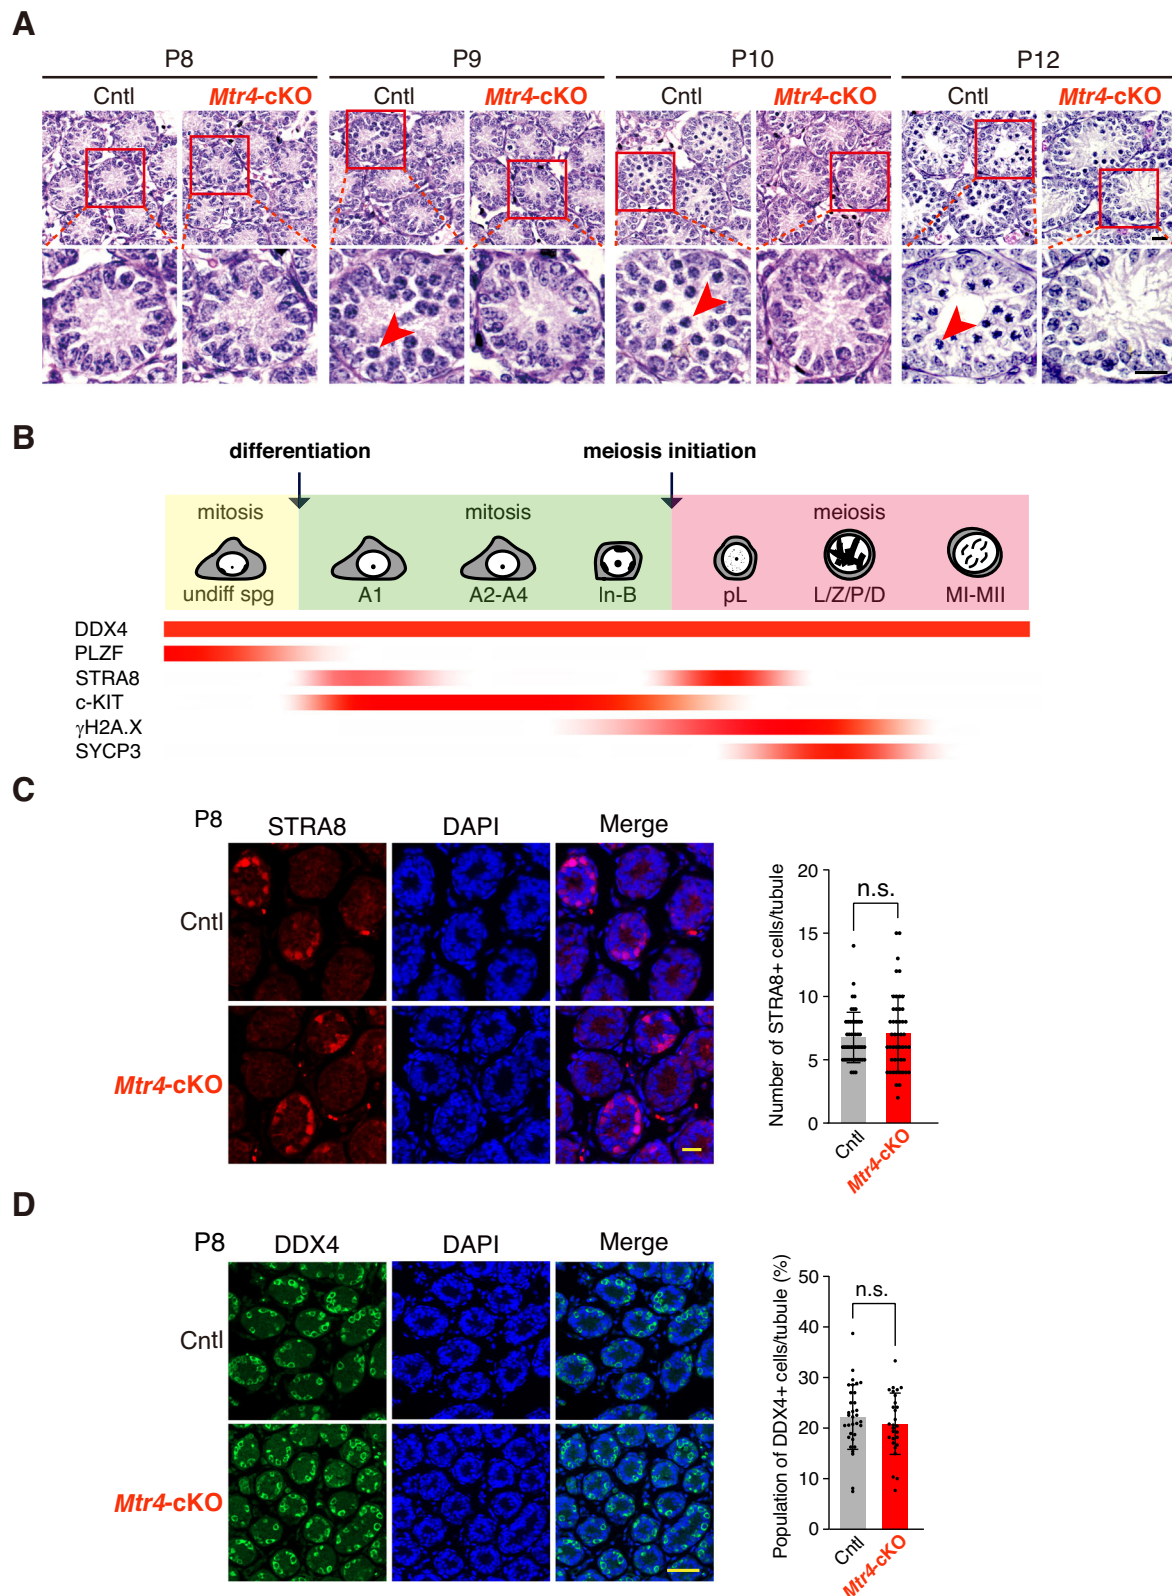 A
P8 P9 P10 P12
Cntl Mtr4-cKO Cntl Mtr4-cKO Cntl Mtr4-cKO Cntl Mtr4-cKO
B
differentiation meiosis initiation
mitosis mitosis meiosis
undiff spg A1 A2-A4 In-B pL L/Z/P/D MI-MII
DDX4
PLZF
STRA8
c-KIT
γH2A.X
SYCP3
C
P8 STRA8 DAPI Merge
Cntl
Mtr4-cKO
Number of STRA8+ cells/tubule
20
15
10
5
0
n.s.
Cntl
Mtr4-cKO
D
P8 DDX4 DAPI Merge
Cntl
Mtr4-cKO
Population of DDX4+ cells/tubule (%)
50
40
30
20
10
0
n.s.
Cntl
Mtr4-cKO